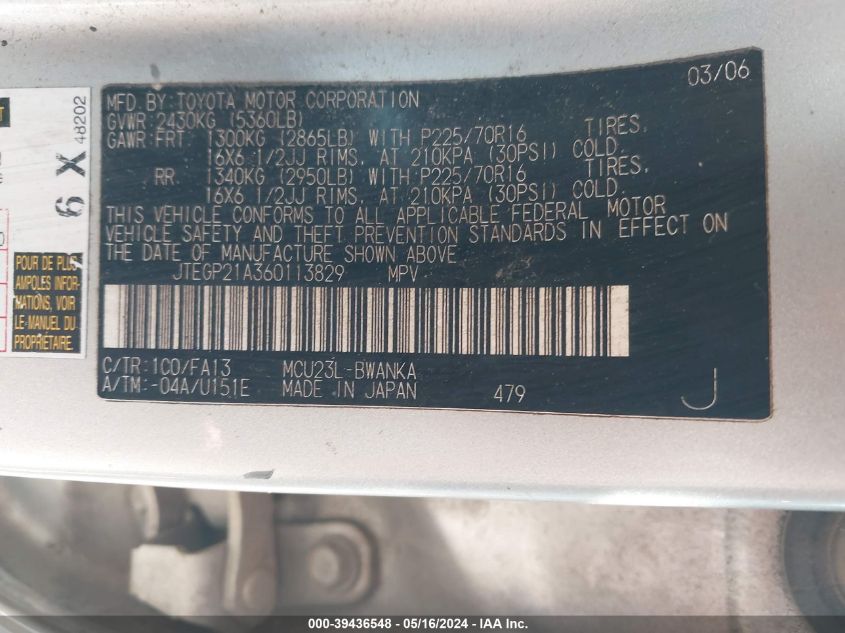 03/06
MFD. BY: TOYOTA MOTOR CORPORATION
GVWR: 2430KG (5360LB)
GAWR: FRT 1300KG (2865LB) WITH P225/70R16 TIRES,
16X6 1/2JJ RIMS, AT 210KPA (30PSI) COLD.
RR 1340KG (2950LB) WITH P225/70R16 TIRES,
16X6 1/2JJ RIMS, AT 210KPA (30PSI) COLD.
THIS VEHICLE CONFORMS TO ALL APPLICABLE FEDERAL MOTOR
VEHICLE SAFETY AND THEFT PREVENTION STANDARDS IN EFFECT ON
THE DATE OF MANUFACTURE SHOWN ABOVE.
JTEGP21A360113829 MPV
C/TR: 1C0/FA13 MCU23L-BWANKA
A/TM: -04A/U151E MADE IN JAPAN 479 J
6 X 48202
POUR DE PLUS
AMPLES INFOR-
MATIONS, VOIR
LE MANUEL DU
PROPRIÉTAIRE.
000-39436548 - 05/16/2024 - IAA Inc.